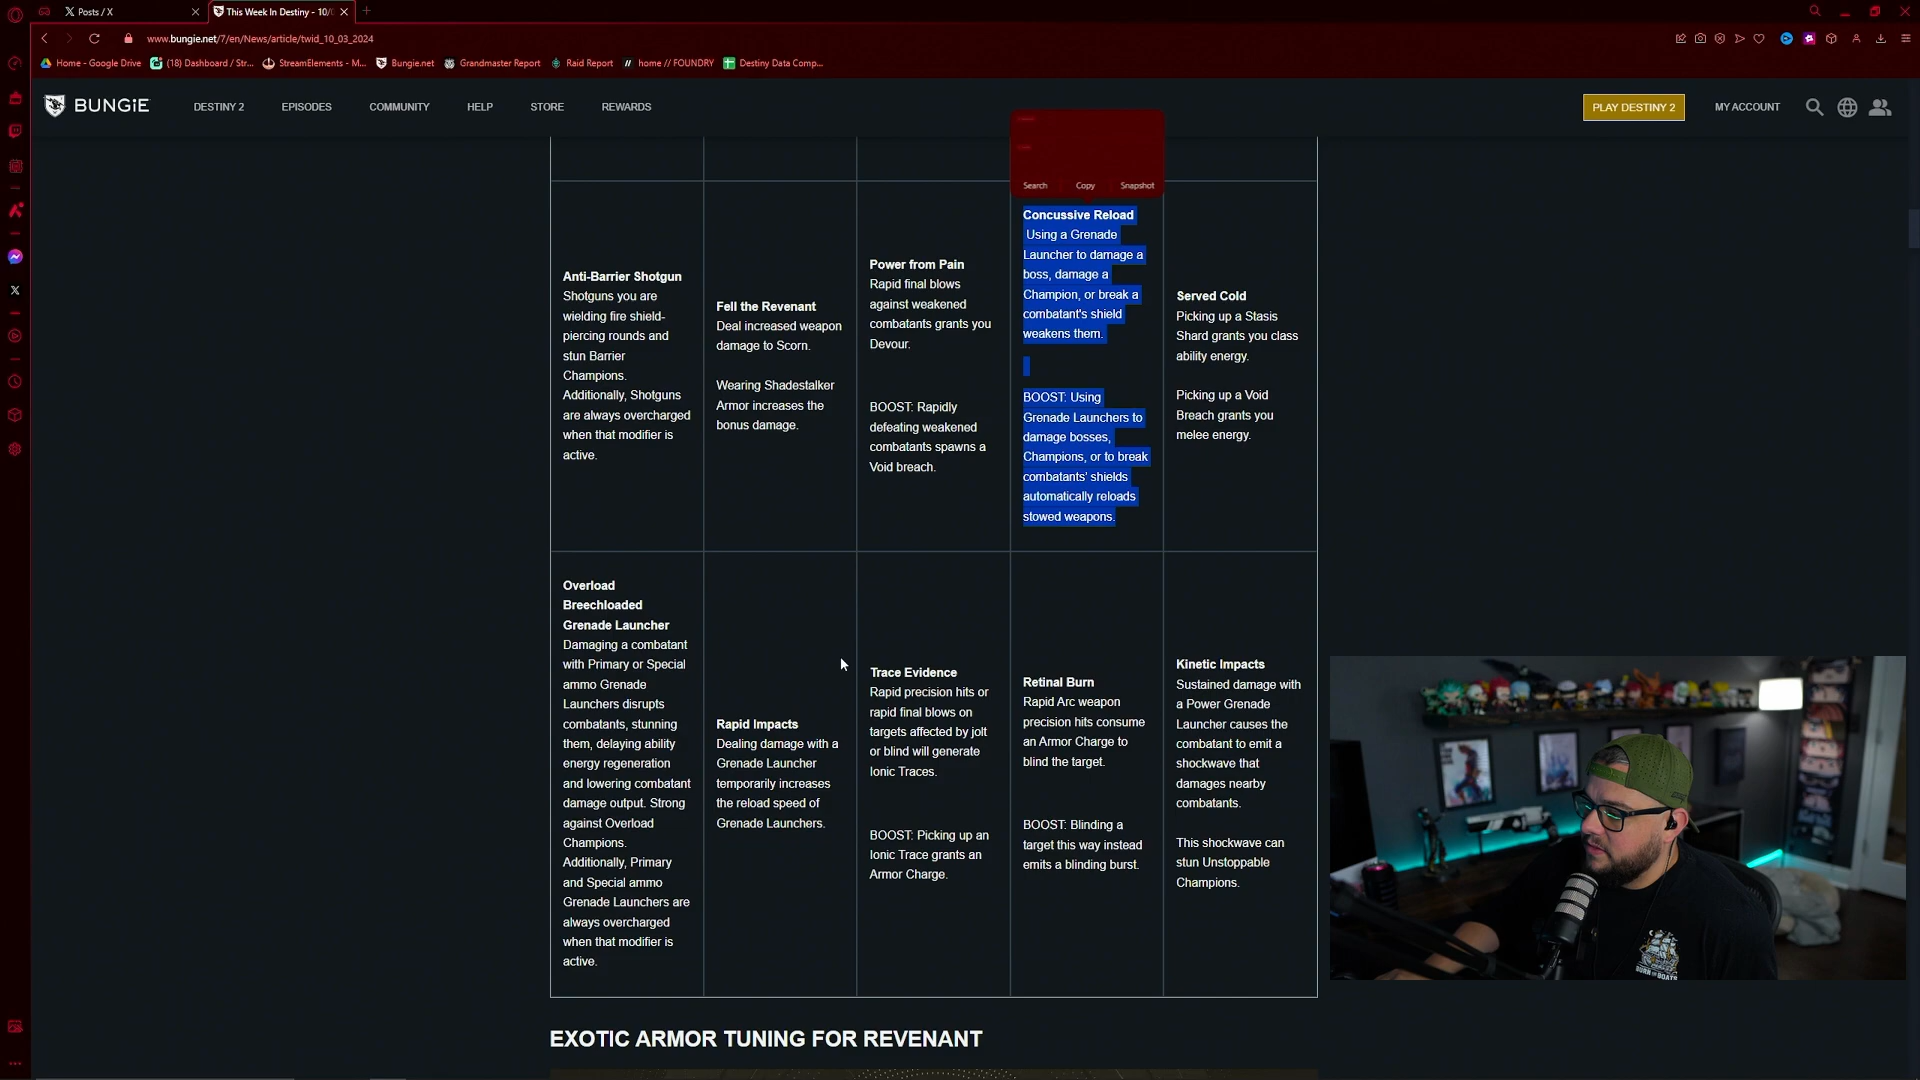 Posts / X
This Week In Destiny - 10/
www.bungie.net/7/en/News/article/twid_10_03_2024
Home - Google Drive
(18) Dashboard / Str...
StreamElements - M...
Bungie.net
Grandmaster Report
Raid Report
home // FOUNDRY
Destiny Data Comp...
BUNGiE
DESTINY 2
EPISODES
COMMUNITY
HELP
STORE
REWARDS
PLAY DESTINY 2
MY ACCOUNT
Search
Copy
Snapshot
Anti-Barrier Shotgun
Shotguns you are
wielding fire shield-
piercing rounds and
stun Barrier
Champions.
Additionally, Shotguns
are always overcharged
when that modifier is
active.
Fell the Revenant
Deal increased weapon
damage to Scorn.
Wearing Shadestalker
Armor increases the
bonus damage.
Power from Pain
Rapid final blows
against weakened
combatants grants you
Devour.
BOOST: Rapidly
defeating weakened
combatants spawns a
Void breach.
Concussive Reload
Using a Grenade
Launcher to damage a
boss, damage a
Champion, or break a
combatant's shield
weakens them.
BOOST: Using
Grenade Launchers to
damage bosses,
Champions, or to break
combatants' shields
automatically reloads
stowed weapons.
Served Cold
Picking up a Stasis
Shard grants you class
ability energy.
Picking up a Void
Breach grants you
melee energy.
Overload
Breechloaded
Grenade Launcher
Damaging a combatant
with Primary or Special
ammo Grenade
Launchers disrupts
combatants, stunning
them, delaying ability
energy regeneration
and lowering combatant
damage output. Strong
against Overload
Champions.
Additionally, Primary
and Special ammo
Grenade Launchers are
always overcharged
when that modifier is
active.
Rapid Impacts
Dealing damage with a
Grenade Launcher
temporarily increases
the reload speed of
Grenade Launchers.
Trace Evidence
Rapid precision hits or
rapid final blows on
targets affected by jolt
or blind will generate
Ionic Traces.
BOOST: Picking up an
Ionic Trace grants an
Armor Charge.
Retinal Burn
Rapid Arc weapon
precision hits consume
an Armor Charge to
blind the target.
BOOST: Blinding a
target this way instead
emits a blinding burst.
Kinetic Impacts
Sustained damage with
a Power Grenade
Launcher causes the
combatant to emit a
shockwave that
damages nearby
combatants.
This shockwave can
stun Unstoppable
Champions.
EXOTIC ARMOR TUNING FOR REVENANT